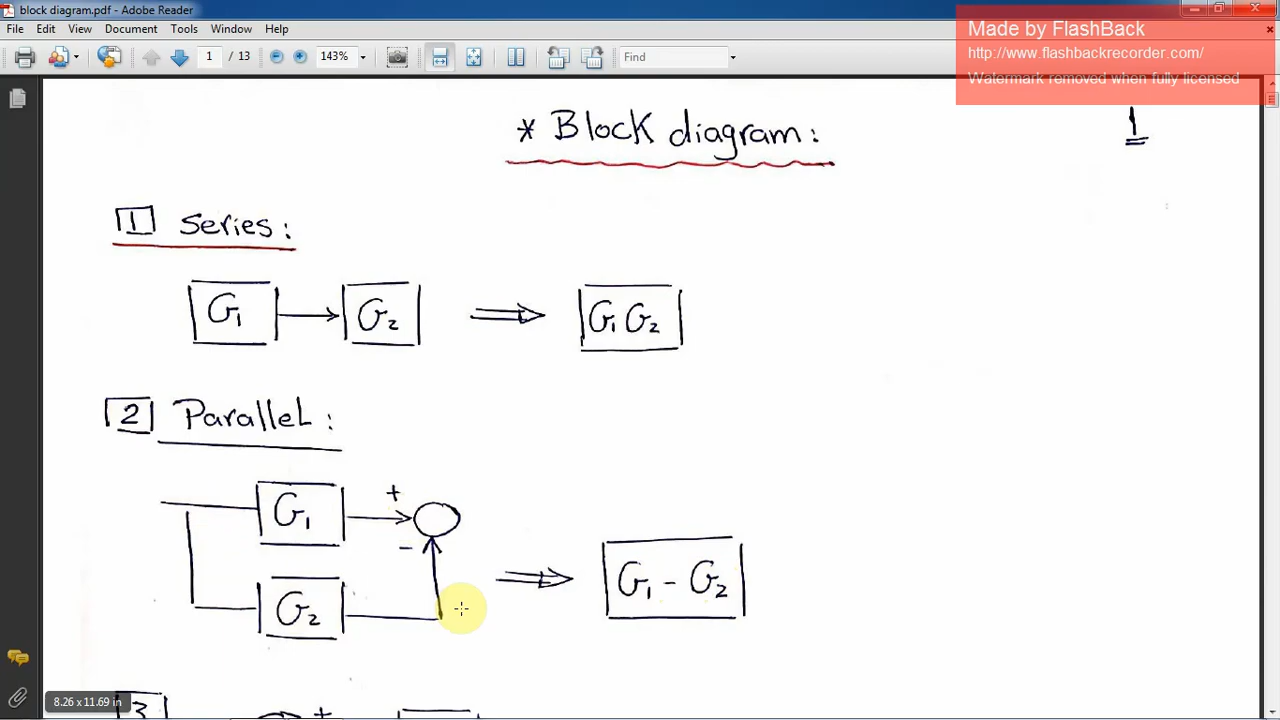 block diagram.pdf - Adobe Reader
File Edit View Document Tools Window Help
1 / 13 143% Find
Made by FlashBack
http://www.flashbackrecorder.com/
Watermark removed when fully licensed
* Block diagram:
1
1 Series:
G1 G2 ⇒ G1 G2
2 Parallel:
G1 +
-
G2 ⇒ G1 - G2
8.26 x 11.69 in
3 +